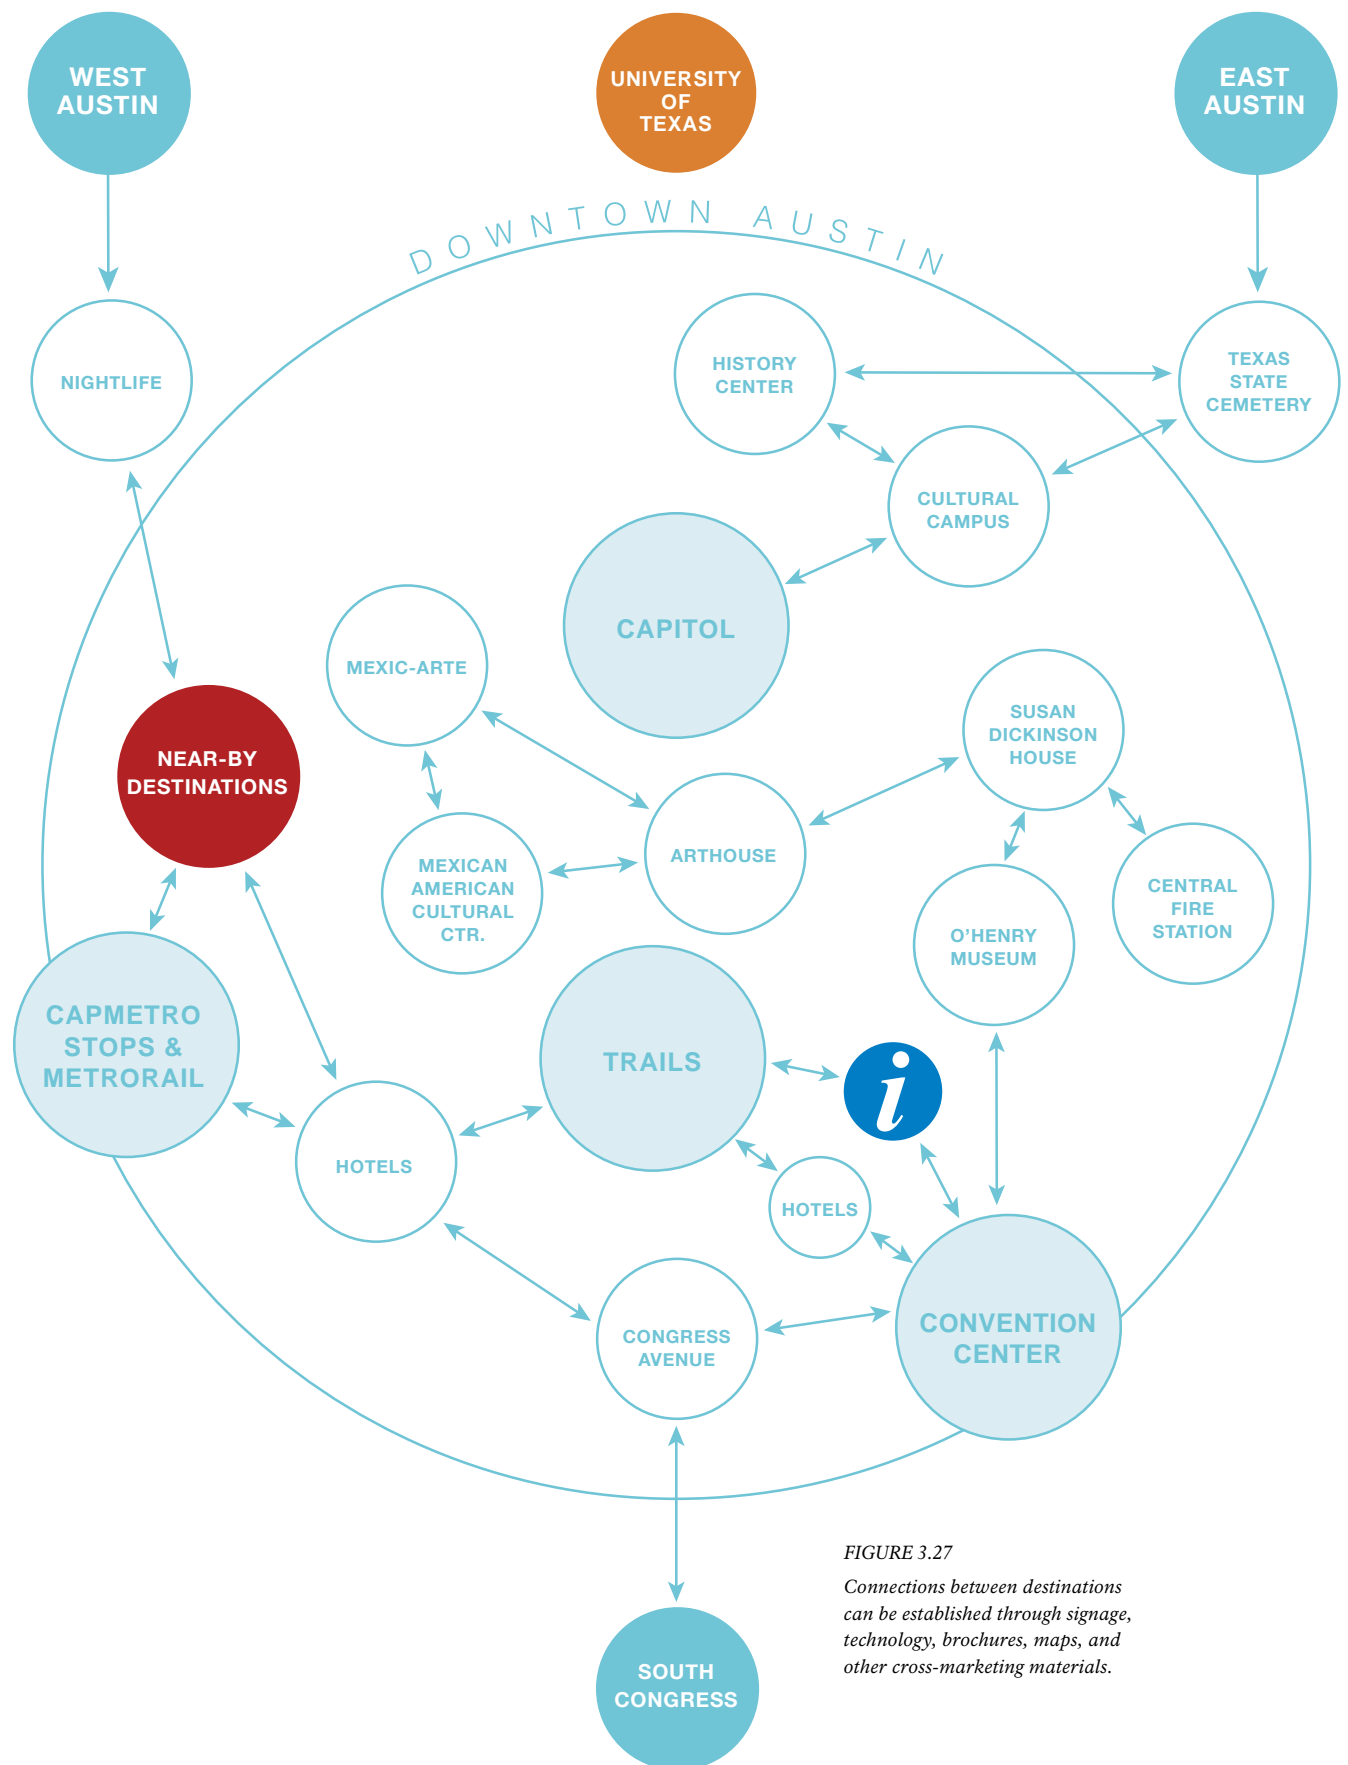 WEST
AUSTIN
UNIVERSITY
OF
TEXAS
EAST
AUSTIN
DOWNTOWN AUSTIN
NIGHTLIFE
HISTORY
CENTER
TEXAS
STATE
CEMETERY
CULTURAL
CAMPUS
CAPITOL
MEXIC-ARTE
SUSAN
DICKINSON
HOUSE
NEAR-BY
DESTINATIONS
ARTHOUSE
MEXICAN
AMERICAN
CULTURAL
CTR.
CENTRAL
FIRE
STATION
O'HENRY
MUSEUM
CAPMETRO
STOPS &
METRORAIL
TRAILS
i
HOTELS
HOTELS
CONGRESS
AVENUE
CONVENTION
CENTER
FIGURE 3.27
Connections between destinations
can be established through signage,
technology, brochures, maps, and
other cross-marketing materials.
SOUTH
CONGRESS